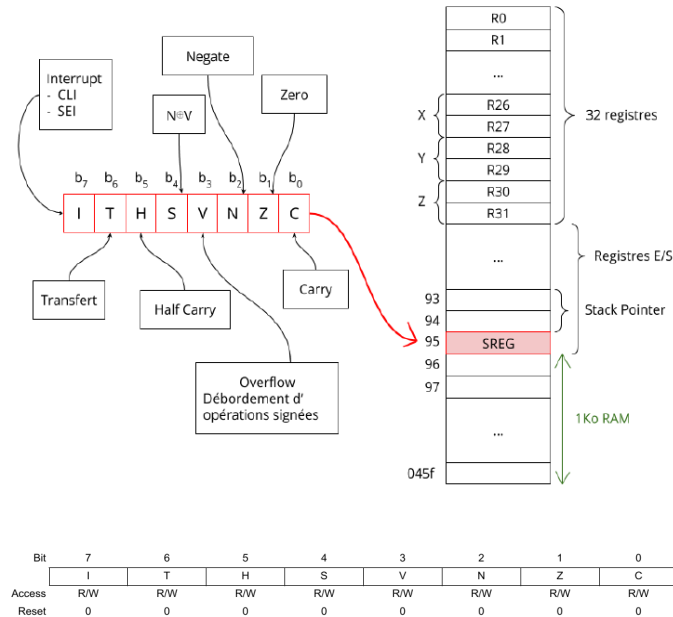 Interrupt
- CLI
- SEI
Negate
N⊕V
Zero
b7 b6 b5 b4 b3 b2 b1 b0
I T H S V N Z C
Transfert
Half Carry
Carry
Overflow
Débordement d'
opérations signées
R0
R1
...
X
R26
R27
Y
R28
R29
Z
R30
R31
32 registres
...
Registres E/S
93
94
Stack Pointer
95 SREG
96
97
...
1Ko RAM
045f
Bit 7 6 5 4 3 2 1 0
I T H S V N Z C
Access R/W R/W R/W R/W R/W R/W R/W R/W
Reset 0 0 0 0 0 0 0 0